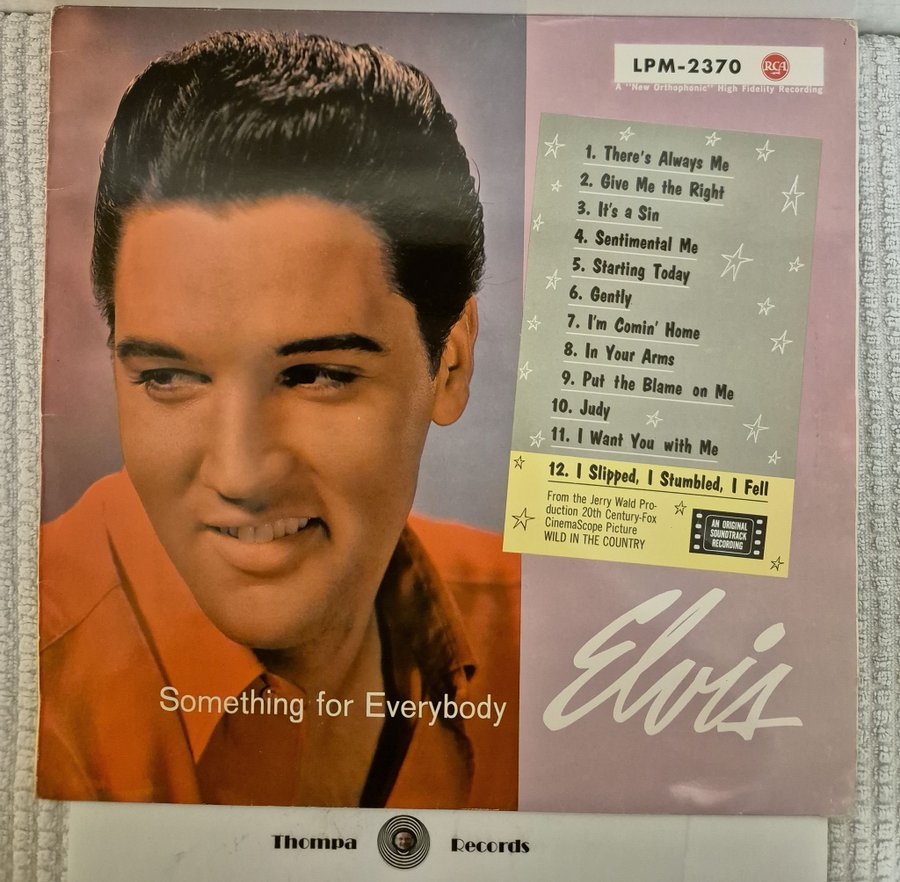 LPM-2370 RCA
A "New Orthophonic" High Fidelity Recording
1. There's Always Me
2. Give Me the Right
3. It's a Sin
4. Sentimental Me
5. Starting Today
6. Gently
7. I'm Comin' Home
8. In Your Arms
9. Put the Blame on Me
10. Judy
11. I Want You with Me
12. I Slipped, I Stumbled, I Fell
From the Jerry Wald Pro-
duction 20th Century-Fox
CinemaScope Picture
WILD IN THE COUNTRY
AN ORIGINAL
SOUNDTRACK
RECORDING
Elvis
Something for Everybody
Thompa Records